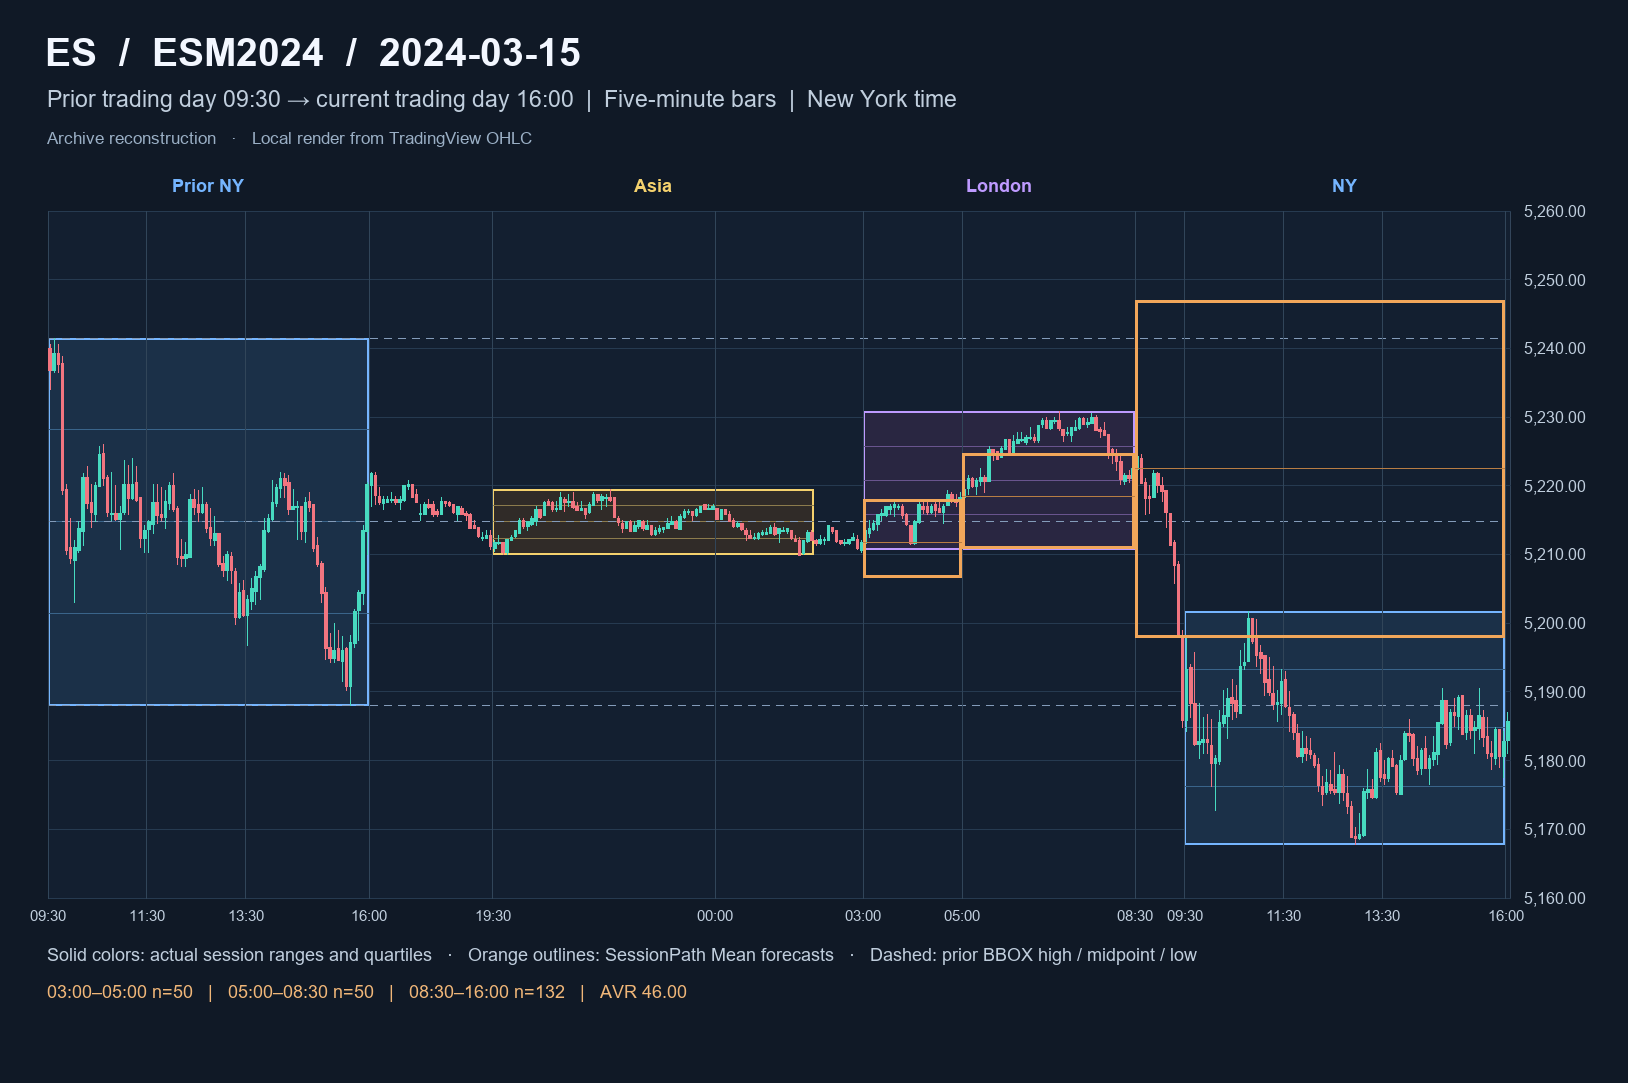 ES / ESM2024 / 2024-03-15
Prior trading day 09:30 → current trading day 16:00 | Five-minute bars | New York time
Archive reconstruction · Local render from TradingView OHLC
Prior NY Asia London NY
5,260.00
5,250.00
5,240.00
5,230.00
5,220.00
5,210.00
5,200.00
5,190.00
5,180.00
5,170.00
5,160.00
09:30 11:30 13:30 16:00 19:30 00:00 03:00 05:00 08:30 09:30 11:30 13:30 16:00
Solid colors: actual session ranges and quartiles · Orange outlines: SessionPath Mean forecasts · Dashed: prior BBOX high / midpoint / low
03:00–05:00 n=50 | 05:00–08:30 n=50 | 08:30–16:00 n=132 | AVR 46.00